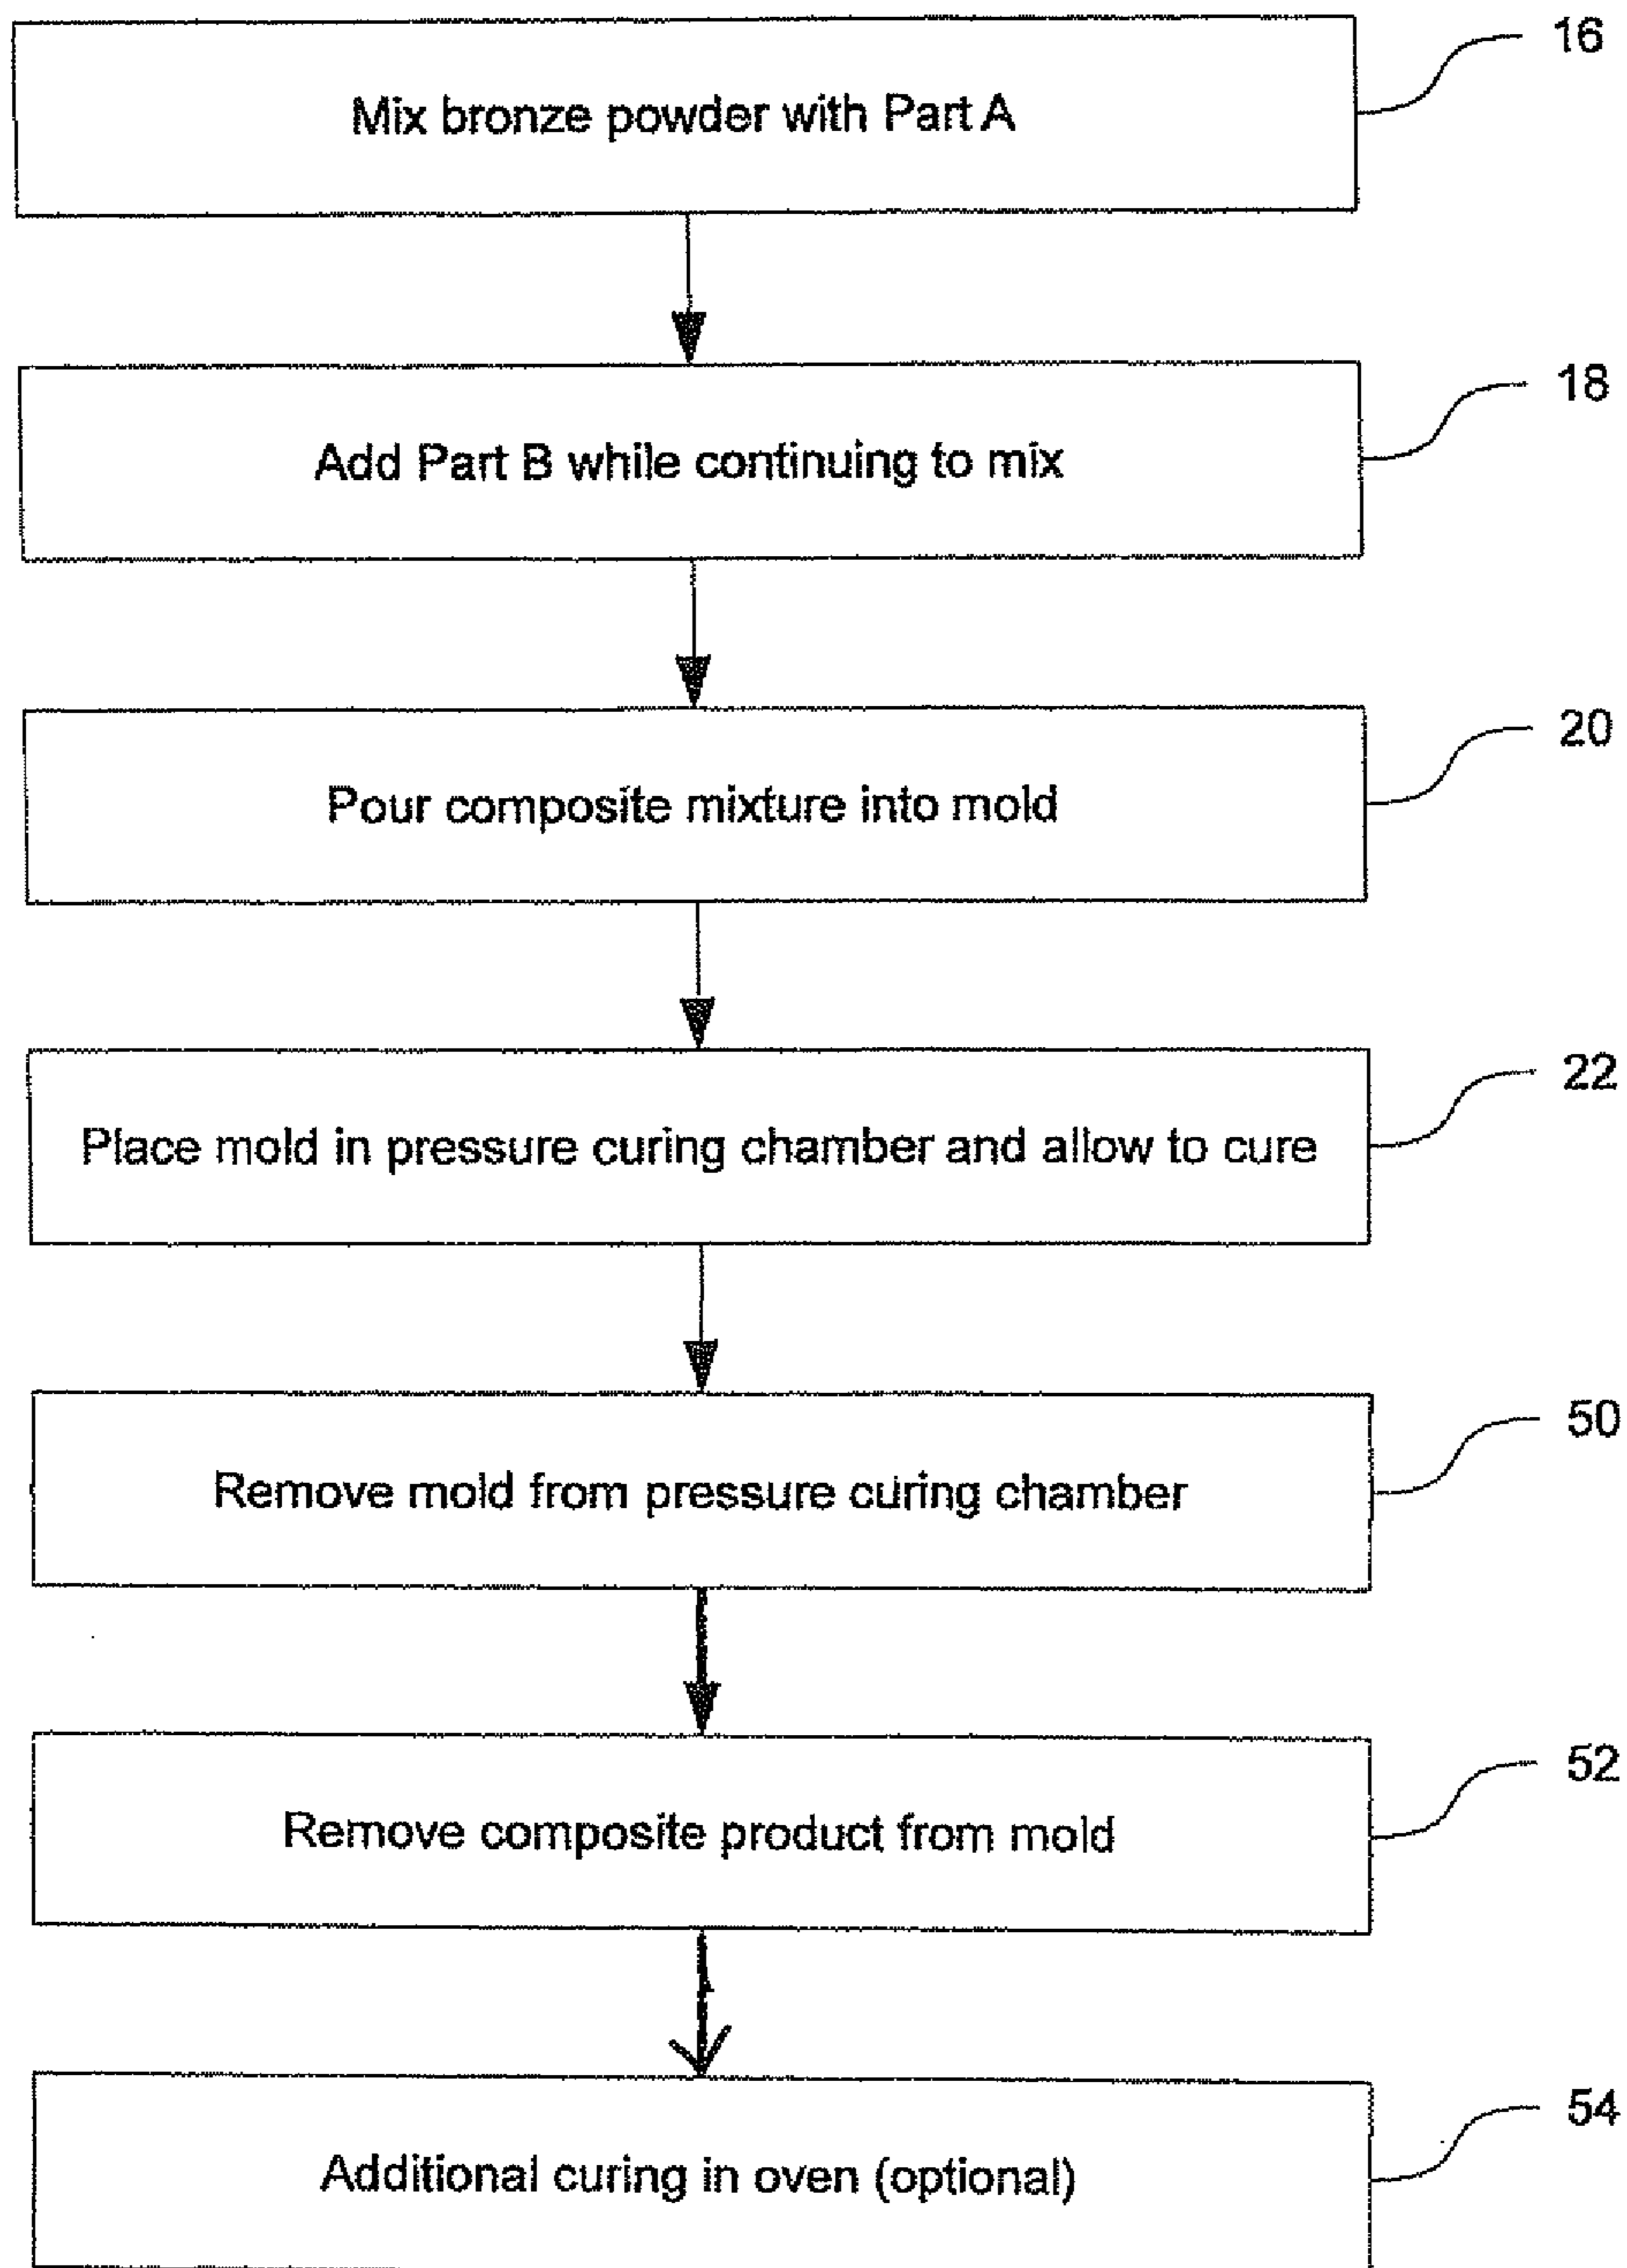 Mix bronze powder with Part A
16
Add Part B while continuing to mix
18
Pour composite mixture into mold
20
Place mold in pressure curing chamber and allow to cure
22
Remove mold from pressure curing chamber
50
Remove composite product from mold
52
Additional curing in oven (optional)
54